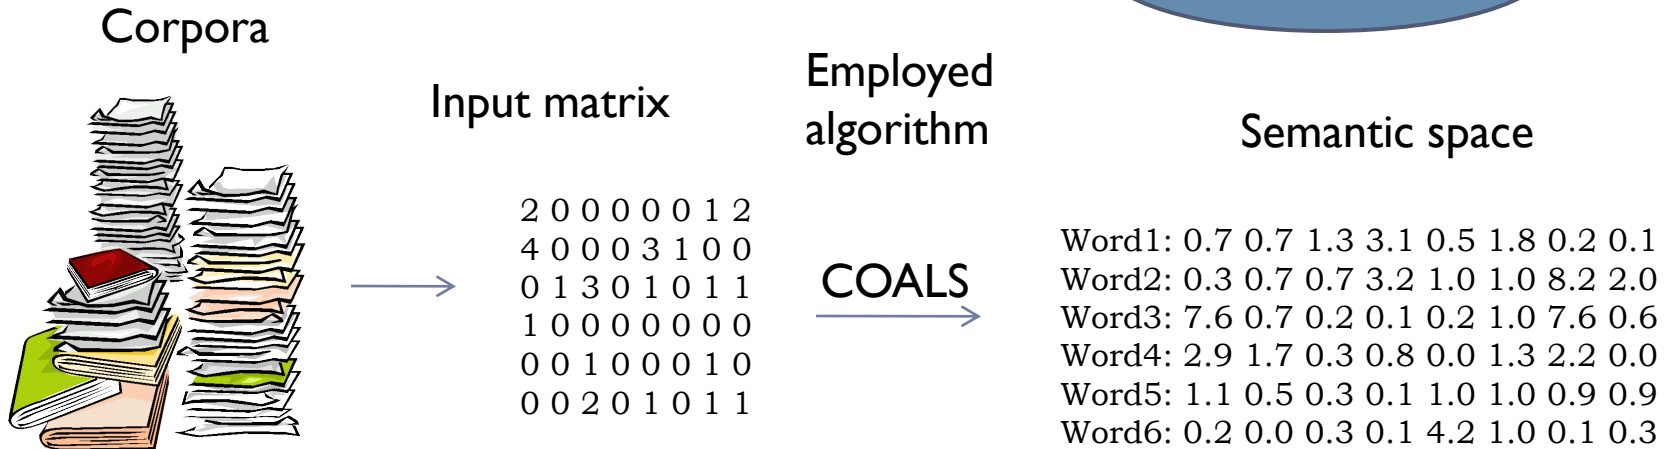 Corpora
Input matrix
Employed
algorithm
Semantic space
2 0 0 0 0 0 1 2
4 0 0 0 3 1 0 0
0 1 3 0 1 0 1 1
1 0 0 0 0 0 0 0
0 0 1 0 0 0 1 0
0 0 2 0 1 0 1 1
COALS
Word1: 0.7 0.7 1.3 3.1 0.5 1.8 0.2 0.1
Word2: 0.3 0.7 0.7 3.2 1.0 1.0 8.2 2.0
Word3: 7.6 0.7 0.2 0.1 0.2 1.0 7.6 0.6
Word4: 2.9 1.7 0.3 0.8 0.0 1.3 2.2 0.0
Word5: 1.1 0.5 0.3 0.1 1.0 1.0 0.9 0.9
Word6: 0.2 0.0 0.3 0.1 4.2 1.0 0.1 0.3